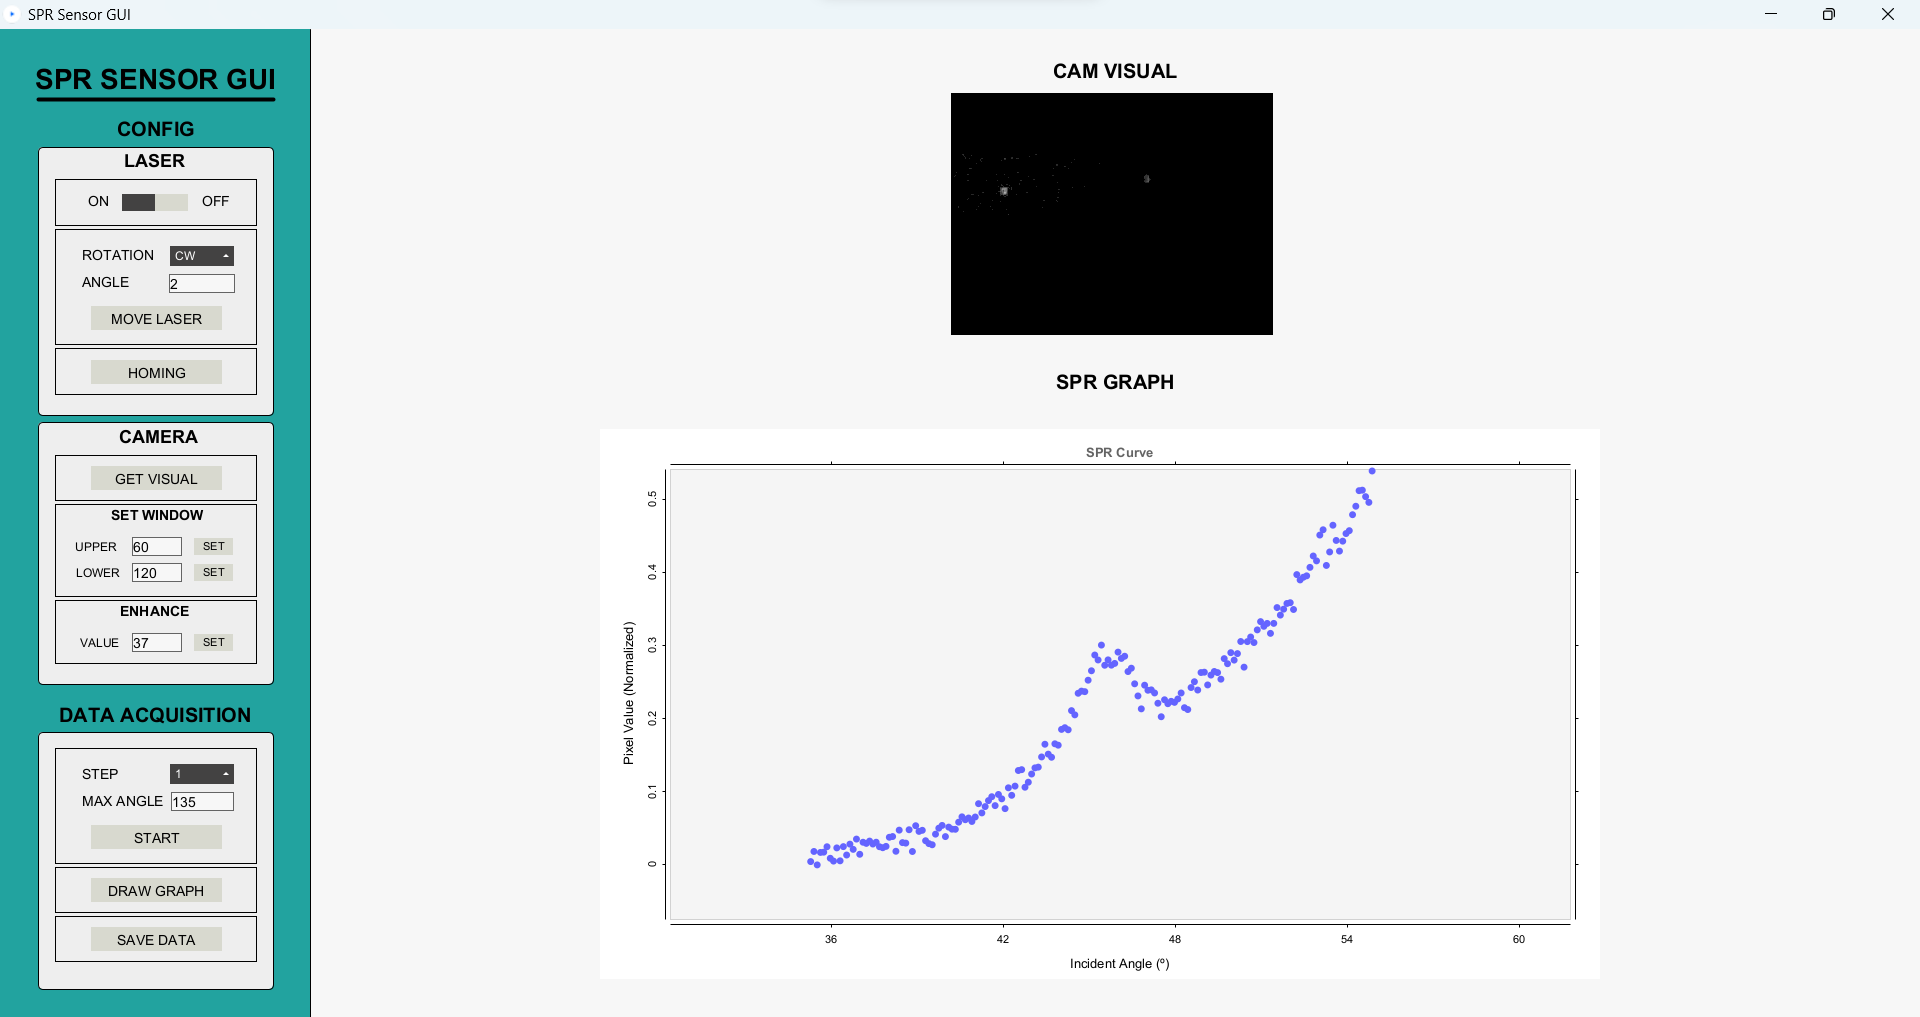 SPR Sensor GUI
SPR SENSOR GUI
CONFIG
LASER
ON OFF
ROTATION CW
ANGLE 2
MOVE LASER
HOMING
CAMERA
GET VISUAL
SET WINDOW
UPPER 60 SET
LOWER 120 SET
ENHANCE
VALUE 37 SET
DATA ACQUISITION
STEP 1
MAX ANGLE 135
START
DRAW GRAPH
SAVE DATA
CAM VISUAL
SPR GRAPH
SPR Curve
Pixel Value (Normalized)
0.5
0.4
0.3
0.2
0.1
0
36 42 48 54 60
Incident Angle (º)